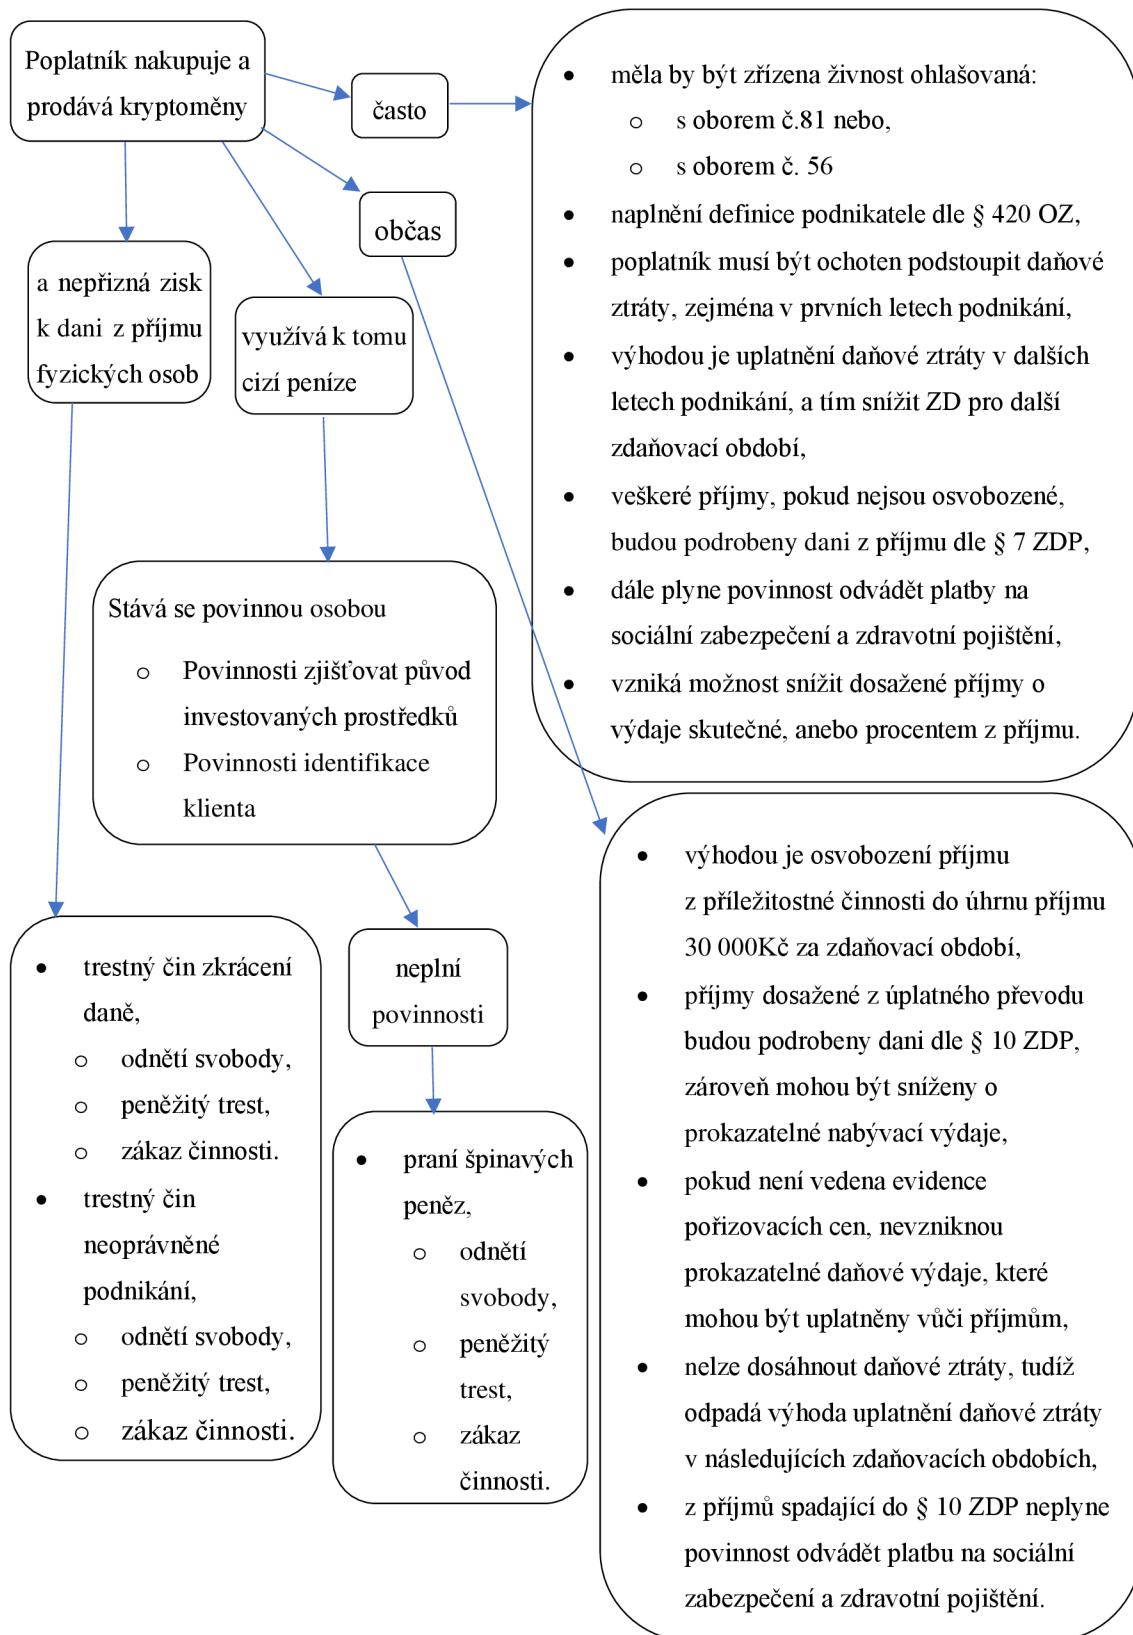 Poplatník nakupuje a
prodává kryptoměny
často
občas
a nepřizná zisk
k dani z příjmu
fyzických osob
využívá k tomu
cizí peníze
• měla by být zřízena živnost ohlašovaná:
o s oborem č.81 nebo,
o s oborem č. 56
• naplnění definice podnikatele dle § 420 OZ,
• poplatník musí být ochoten podstoupit daňové
ztráty, zejména v prvních letech podnikání,
• výhodou je uplatnění daňové ztráty v dalších
letech podnikání, a tím snížit ZD pro další
zdaňovací období,
• veškeré příjmy, pokud nejsou osvobozené,
budou podrobeny dani z příjmu dle § 7 ZDP,
• dále plyne povinnost odvádět platby na
sociální zabezpečení a zdravotní pojištění,
• vzniká možnost snížit dosažené příjmy o
výdaje skutečné, anebo procentem z příjmu.
Stává se povinnou osobou
o Povinnosti zjišťovat původ
investovaných prostředků
o Povinnosti identifikace
klienta
neplní
povinnosti
• trestný čin zkrácení
daně,
o odnětí svobody,
o peněžitý trest,
o zákaz činnosti.
• trestný čin
neoprávněné
podnikání,
o odnětí svobody,
o peněžitý trest,
o zákaz činnosti.
• praní špinavých
peněz,
o odnětí
svobody,
o peněžitý
trest,
o zákaz
činnosti.
• výhodou je osvobození příjmu
z příležitostné činnosti do úhrnu příjmu
30 000Kč za zdaňovací období,
• příjmy dosažené z úplatného převodu
budou podrobeny dani dle § 10 ZDP,
zároveň mohou být sníženy o
prokazatelné nabývací výdaje,
• pokud není vedena evidence
pořizovacích cen, nevzniknou
prokazatelné daňové výdaje, které
mohou být uplatněny vůči příjmům,
• nelze dosáhnout daňové ztráty, tudíž
odpadá výhoda uplatnění daňové ztráty
v následujících zdaňovacích obdobích,
• z příjmů spadající do § 10 ZDP neplyne
povinnost odvádět platbu na sociální
zabezpečení a zdravotní pojištění.